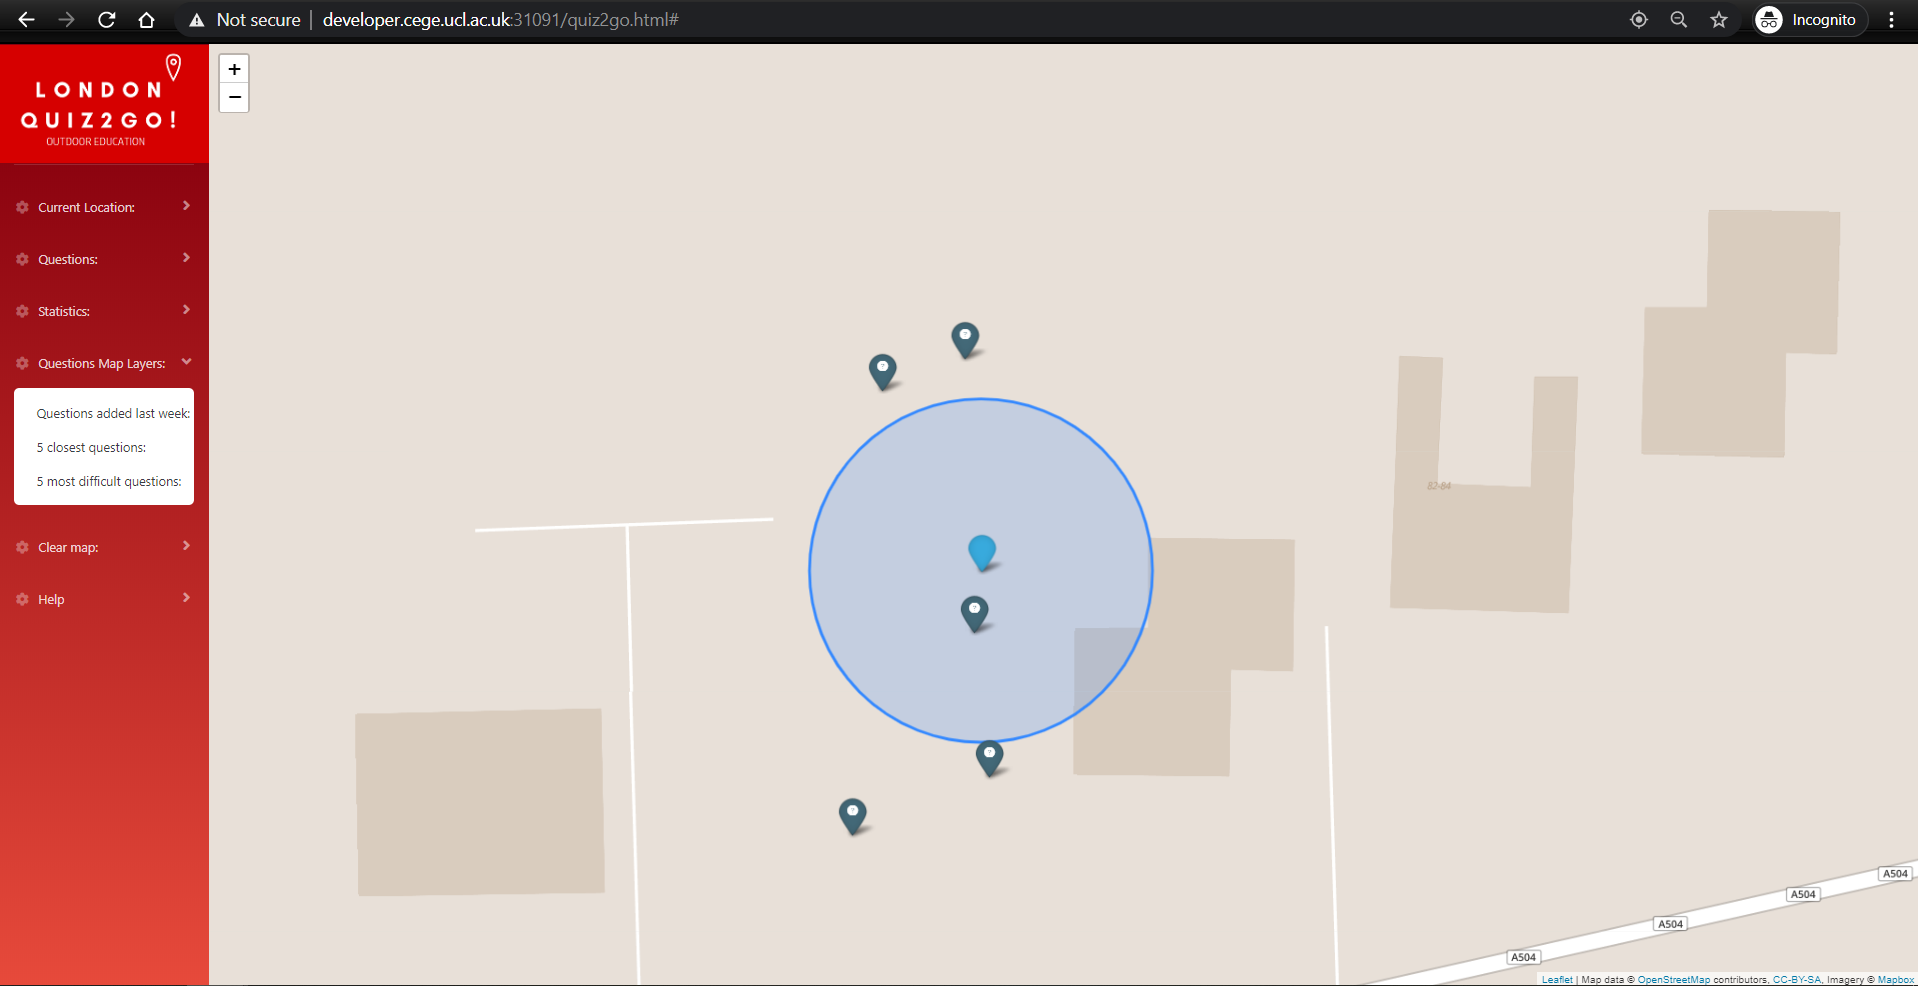 Not secure | developer.cege.ucl.ac.uk:31091/quiz2go.html#
Incognito
LONDON
QUIZ2GO!
OUTDOOR EDUCATION
+
−
Current Location:
Questions:
Statistics:
Questions Map Layers:
Questions added last week:
5 closest questions:
5 most difficult questions:
Clear map:
Help
82-84
A504
A504
A504
A504
Leaflet | Map data © OpenStreetMap contributors, CC-BY-SA, Imagery © Mapbox